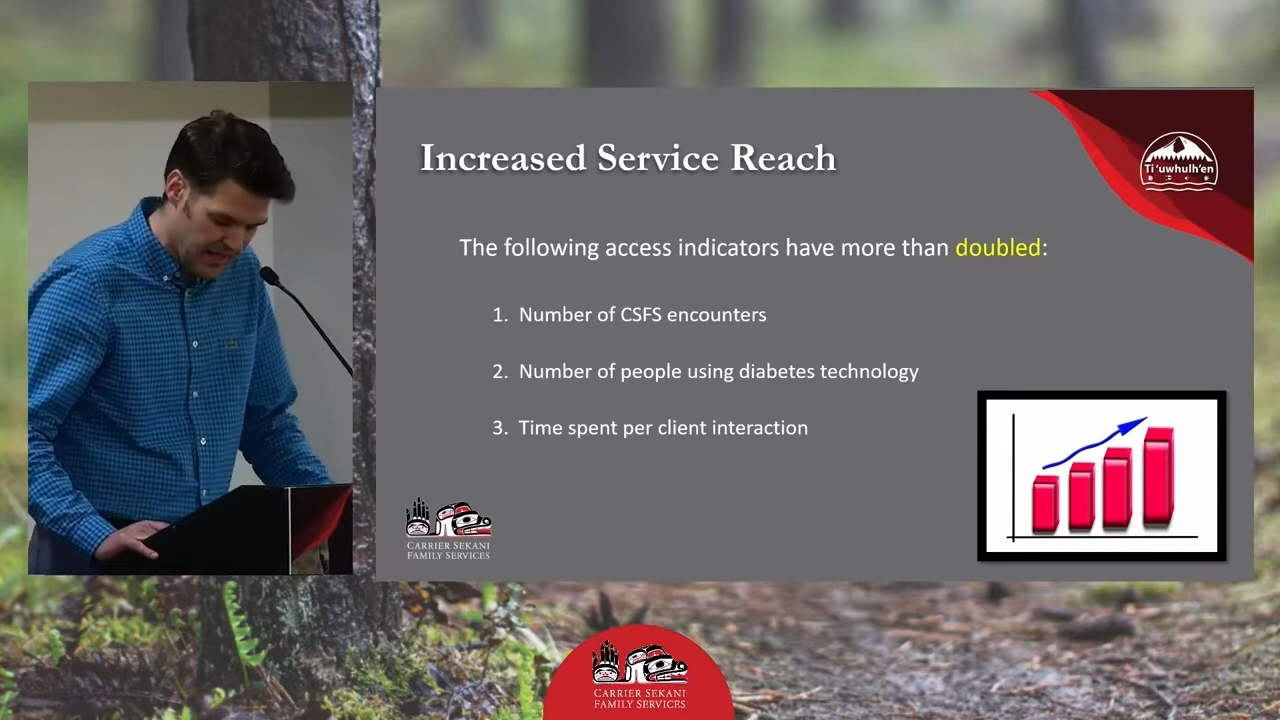 Increased Service Reach
Ti'uwhulh'en
The following access indicators have more than doubled:
1. Number of CSFS encounters
2. Number of people using diabetes technology
3. Time spent per client interaction
CARRIER SEKANI
FAMILY SERVICES
CARRIER SEKANI
FAMILY SERVICES